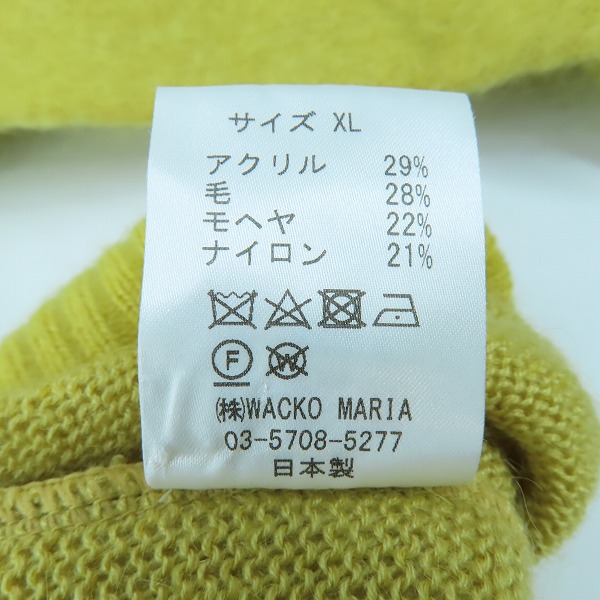 サイズ XL
アクリル 29%
毛 28%
モヘヤ 22%
ナイロン 21%
F W
㈱WACKO MARIA
03-5708-5277
日本製